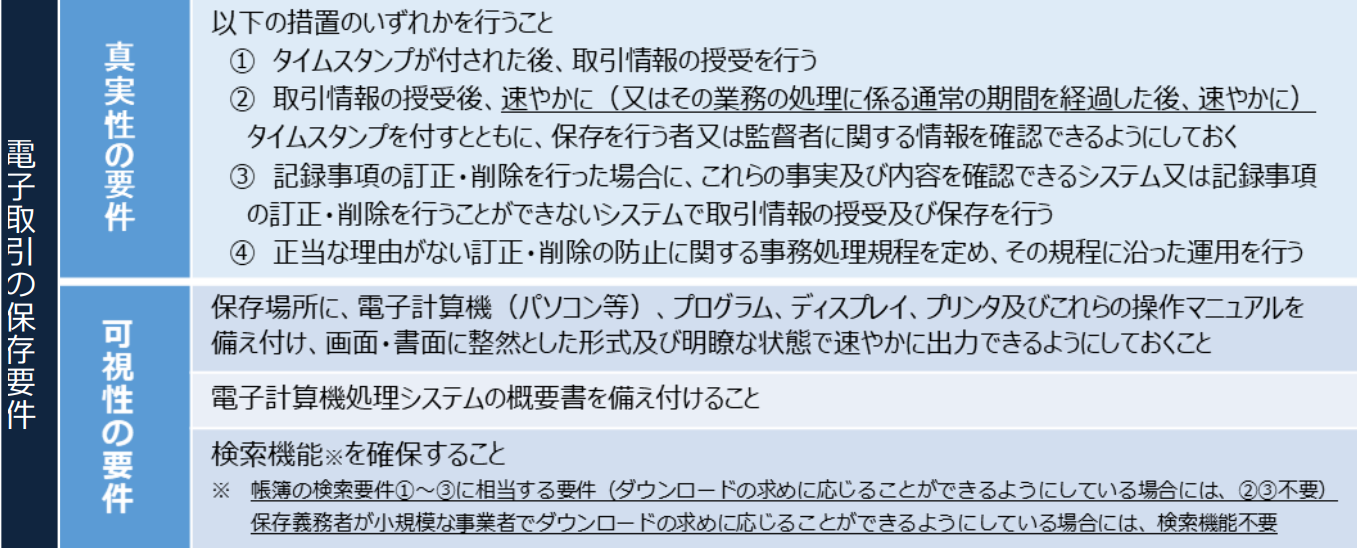 電子取引の保存要件
真実性の要件
以下の措置のいずれかを行うこと
① タイムスタンプが付された後、取引情報の授受を行う
② 取引情報の授受後、速やかに（又はその業務の処理に係る通常の期間を経過した後、速やかに）
タイムスタンプを付すとともに、保存を行う者又は監督者に関する情報を確認できるようにしておく
③ 記録事項の訂正・削除を行った場合に、これらの事実及び内容を確認できるシステム又は記録事項
の訂正・削除を行うことができないシステムで取引情報の授受及び保存を行う
④ 正当な理由がない訂正・削除の防止に関する事務処理規程を定め、その規程に沿った運用を行う
可視性の要件
保存場所に、電子計算機（パソコン等）、プログラム、ディスプレイ、プリンタ及びこれらの操作マニュアルを
備え付け、画面・書面に整然とした形式及び明瞭な状態で速やかに出力できるようにしておくこと
電子計算機処理システムの概要書を備え付けること
検索機能※を確保すること
※ 帳簿の検索要件①～③に相当する要件（ダウンロードの求めに応じることができるようにしている場合には、②③不要）
保存義務者が小規模な事業者でダウンロードの求めに応じることができるようにしている場合には、検索機能不要